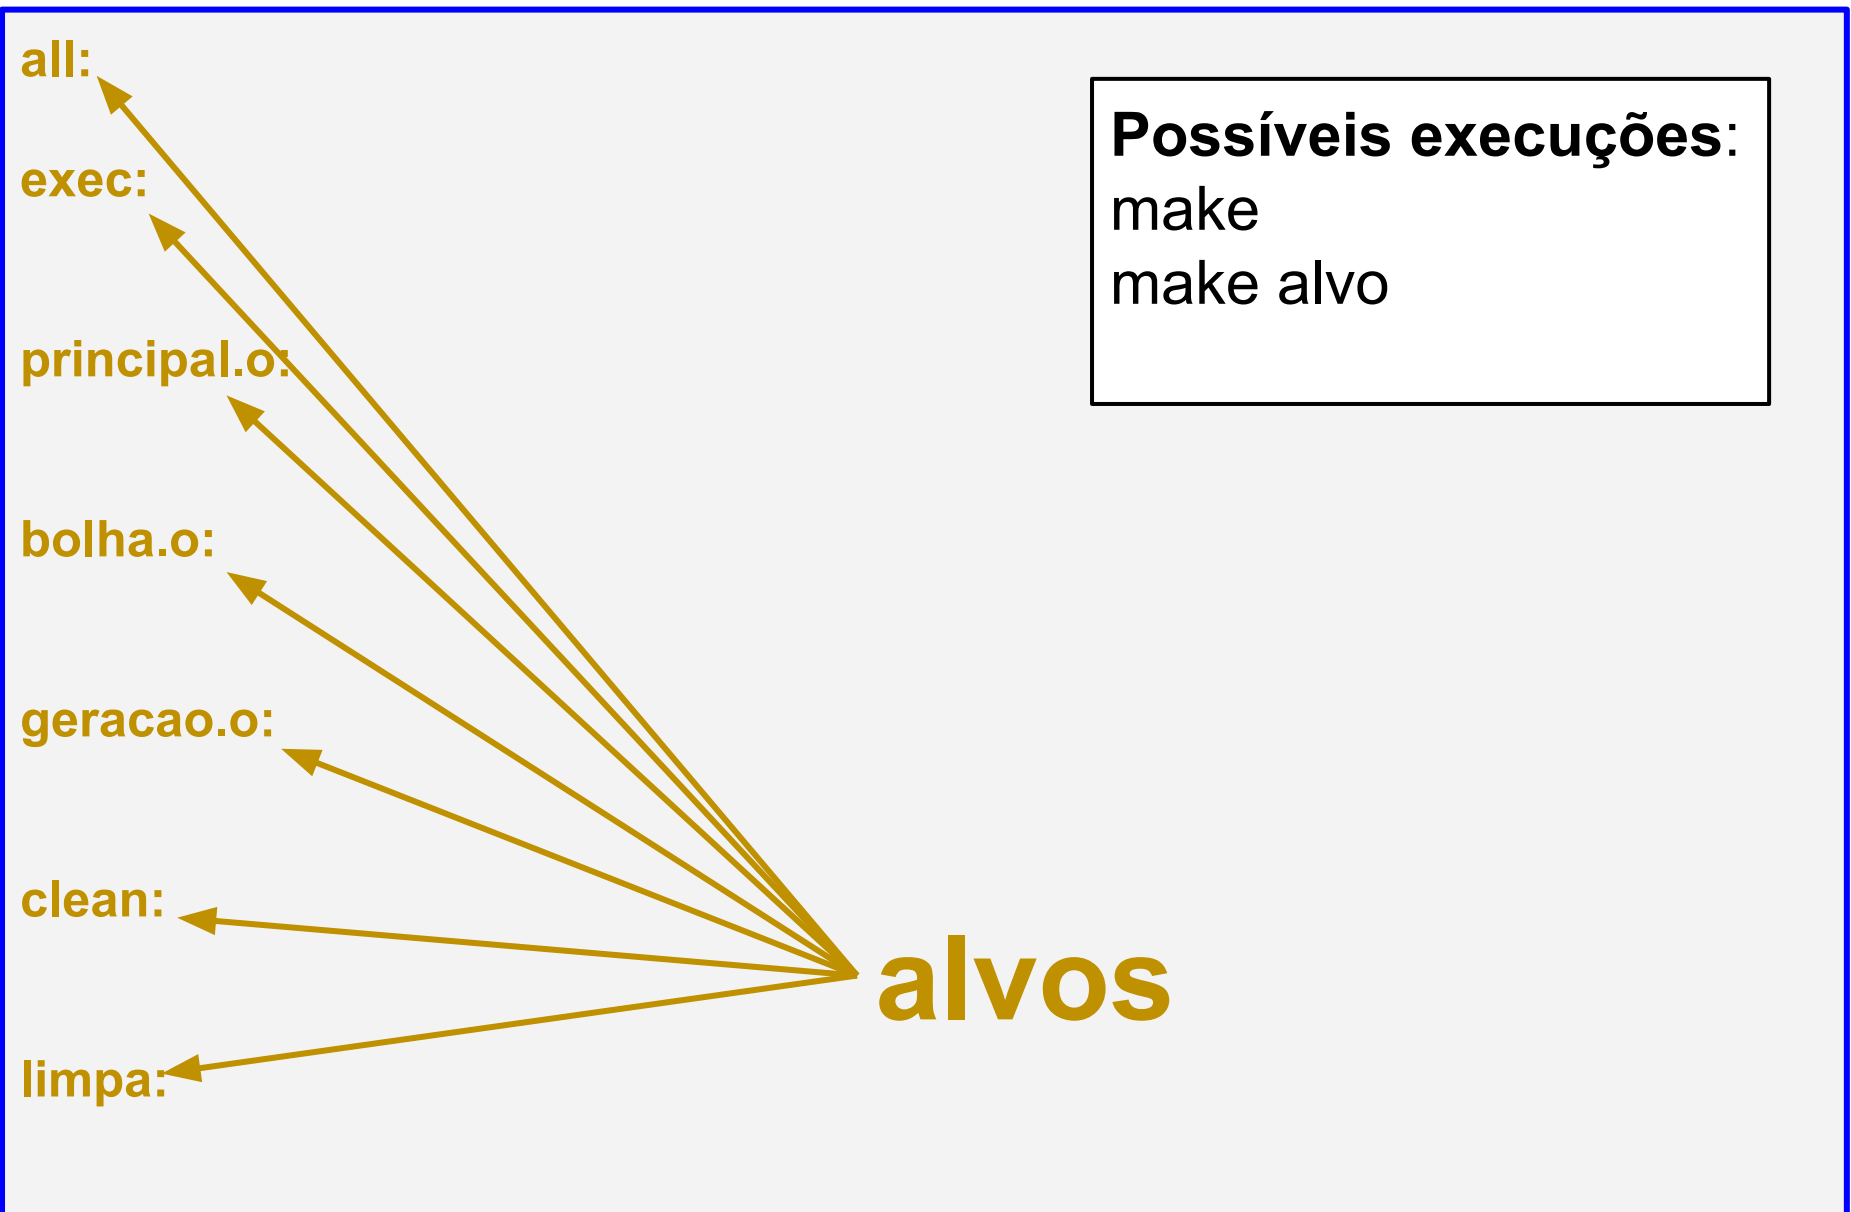 all:
exec:
principal.o:
bolha.o:
geracao.o:
clean:
limpa:
Possíveis execuções:
make
make alvo
alvos